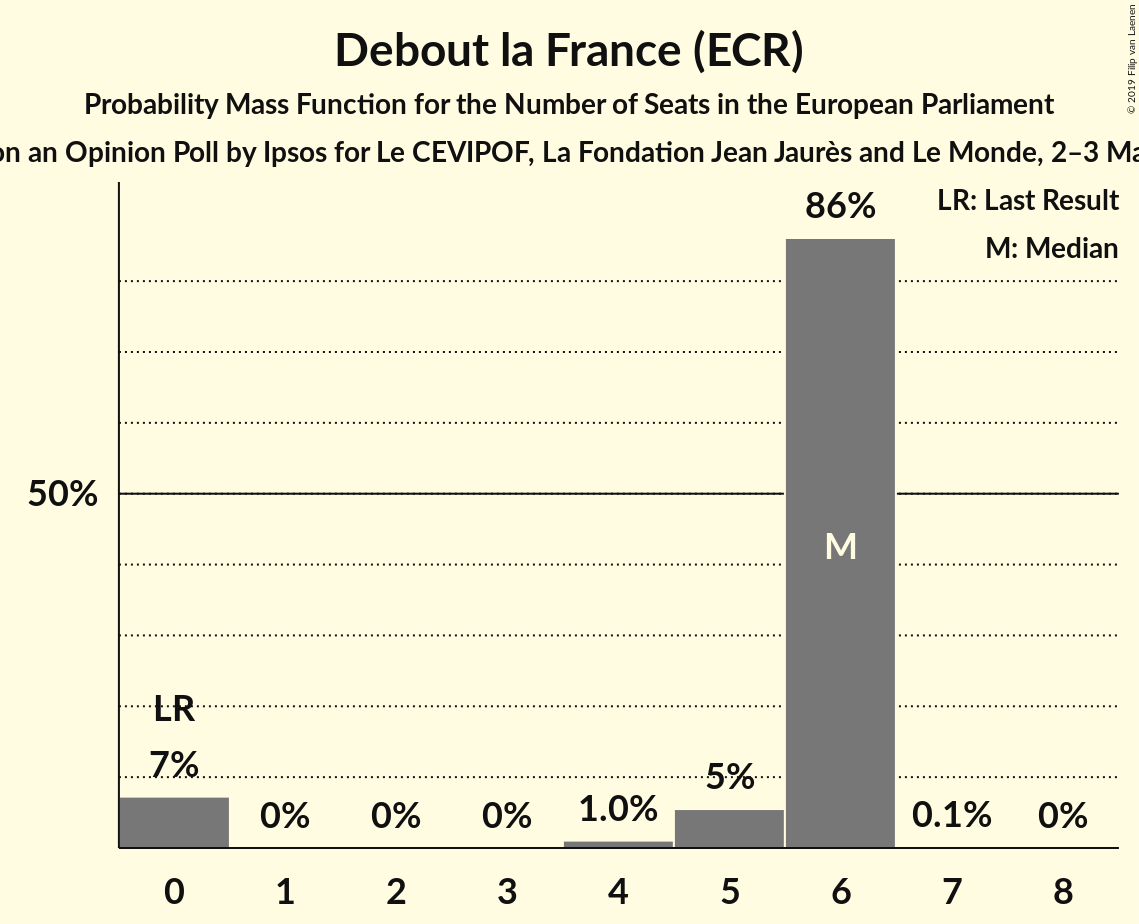 Debout la France (ECR)
Probability Mass Function for the Number of Seats in the European Parliament
on an Opinion Poll by Ipsos for Le CEVIPOF, La Fondation Jean Jaurès and Le Monde, 2–3 Ma
© 2019 Filip van Laenen
LR: Last Result
M: Median
86%
50%
M
LR
7%
0%
0%
0%
1.0%
5%
0.1%
0%
0 1 2 3 4 5 6 7 8